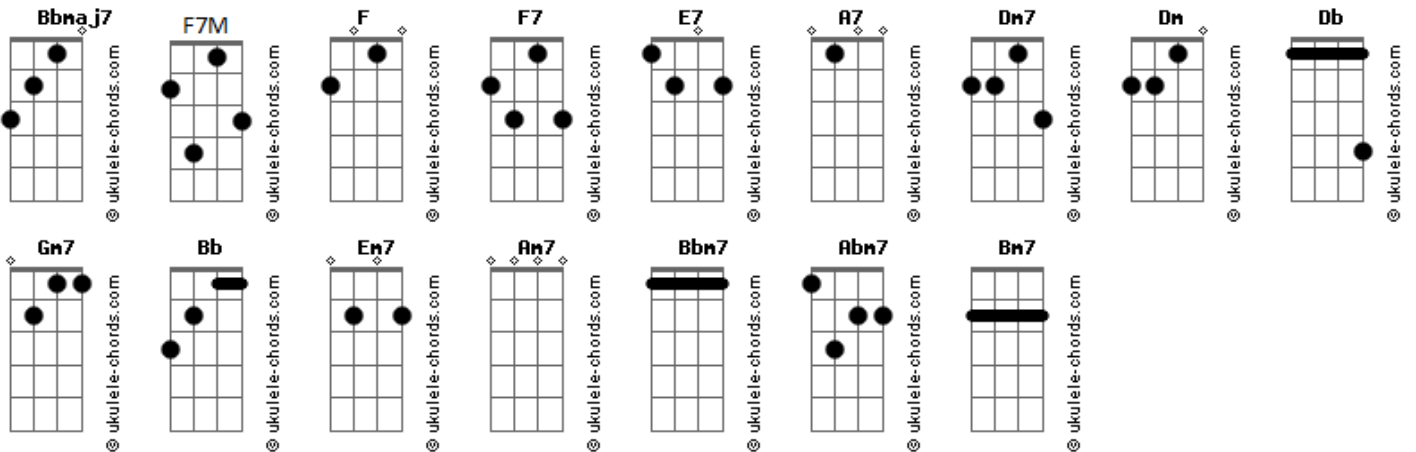 Bbmaj7 F7M F F7 E7 A7 Dm7 Dm Db
© ukulele-chords.com © ukulele-chords.com © ukulele-chords.com © ukulele-chords.com © ukulele-chords.com © ukulele-chords.com © ukulele-chords.com © ukulele-chords.com © ukulele-chords.com
Gm7 Bb Em7 Am7 Bbm7 Abm7 Bm7
© ukulele-chords.com © ukulele-chords.com © ukulele-chords.com © ukulele-chords.com © ukulele-chords.com © ukulele-chords.com © ukulele-chords.com